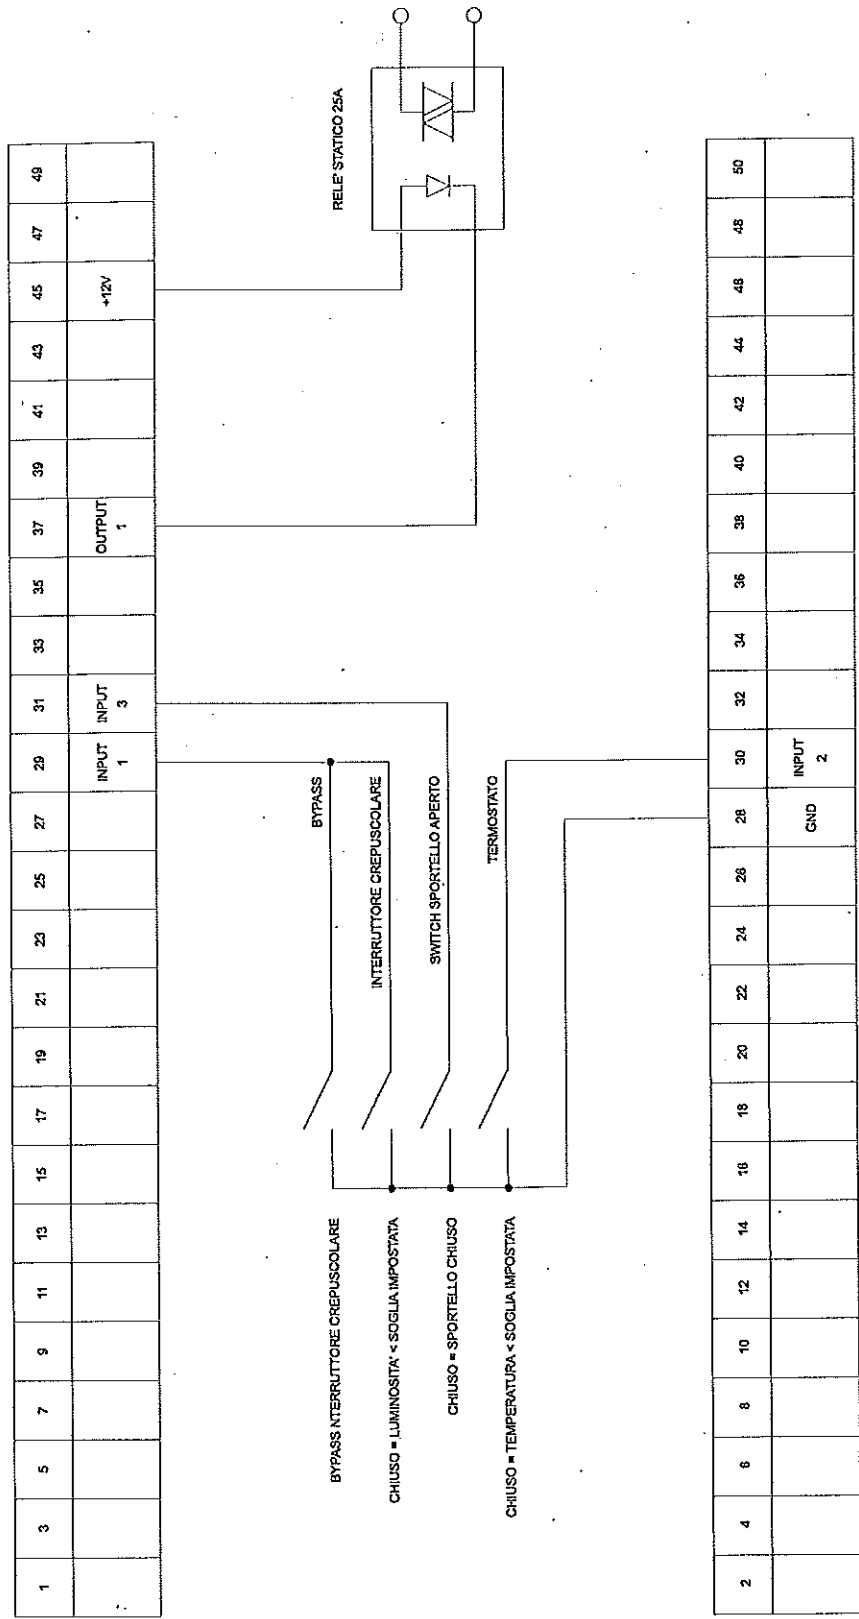 1 3 5 7 9 11 13 15 17 19 21 23 25 27 29 31 33 35 37 39 41 43 45 47 49
INPUT 1
INPUT 3
OUTPUT 1
+12V
RELE' STATICO 25A
BYPASS NTERRUTTORE CREPUSCOLARE
BYPASS
CHIUSO = LUMINOSITA' < SOGLIA IMPOSTATA
INTERRUTTORE CREPUSCOLARE
CHIUSO = SPORTELLO CHIUSO
SWITCH SPORTELLO APERTO
CHIUSO = TEMPERATURA < SOGLIA IMPOSTATA
TERMOSTATO
2 4 6 8 10 12 14 16 18 20 22 24 26 28 30 32 34 36 38 40 42 44 46 48 50
GND
INPUT 2